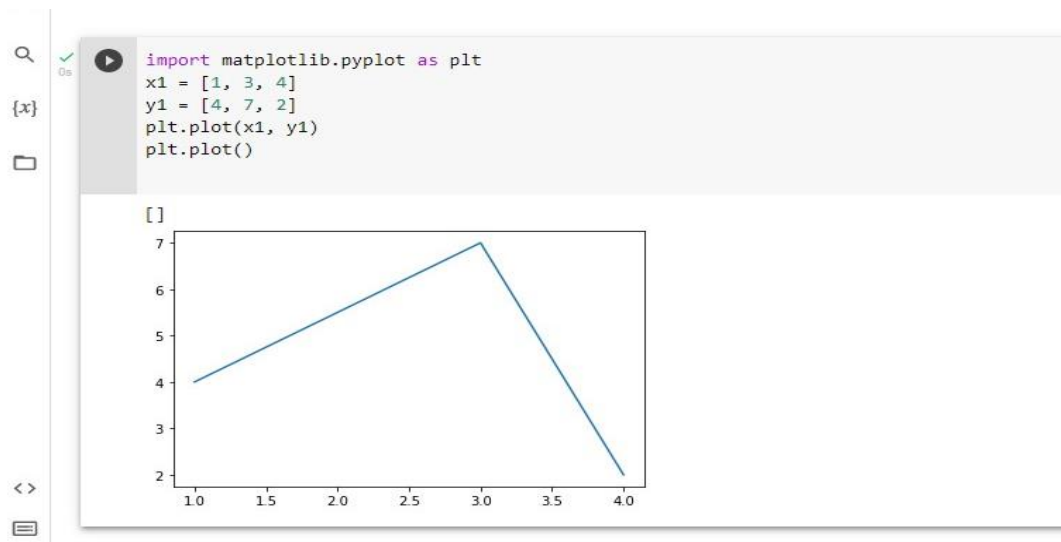 import matplotlib.pyplot as plt
0s
x1 = [1, 3, 4]
{x}
y1 = [4, 7, 2]
plt.plot(x1, y1)
plt.plot()
[]
7
6
5
4
3
2
1.0 1.5 2.0 2.5 3.0 3.5 4.0
<>